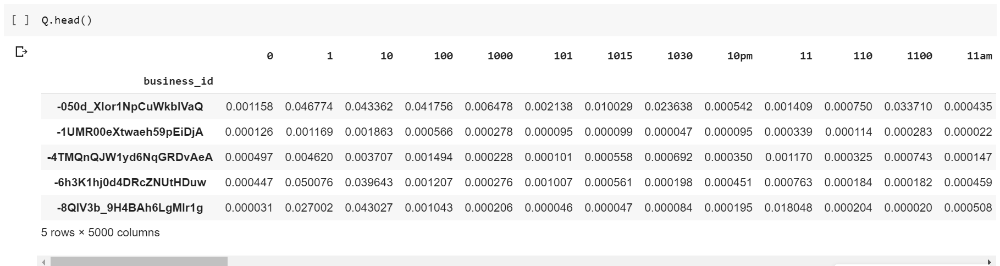 [ ] Q.head()
0 1 10 100 1000 101 1015 1030 10pm 11 110 1100 11am
business_id
-050d_XIor1NpCuWkbIVaQ 0.001158 0.046774 0.043362 0.041756 0.006478 0.002138 0.010029 0.023638 0.000542 0.001409 0.000750 0.033710 0.000435
-1UMR00eXtwaeh59pEiDjA 0.000126 0.001169 0.001863 0.000566 0.000278 0.000095 0.000099 0.000047 0.000095 0.000339 0.000114 0.000283 0.000022
-4TMQnQJW1yd6NqGRDvAeA 0.000497 0.004620 0.003707 0.001494 0.000228 0.000101 0.000558 0.000692 0.000350 0.001170 0.000325 0.000743 0.000147
-6h3K1hj0d4DRcZNUtHDuw 0.000447 0.050076 0.039643 0.001207 0.000276 0.001007 0.000561 0.000198 0.000451 0.000763 0.000184 0.000182 0.000459
-8QlV3b_9H4BAh6LgMlr1g 0.000031 0.027002 0.043027 0.001043 0.000206 0.000046 0.000047 0.000084 0.000195 0.018048 0.000204 0.000020 0.000508
5 rows × 5000 columns